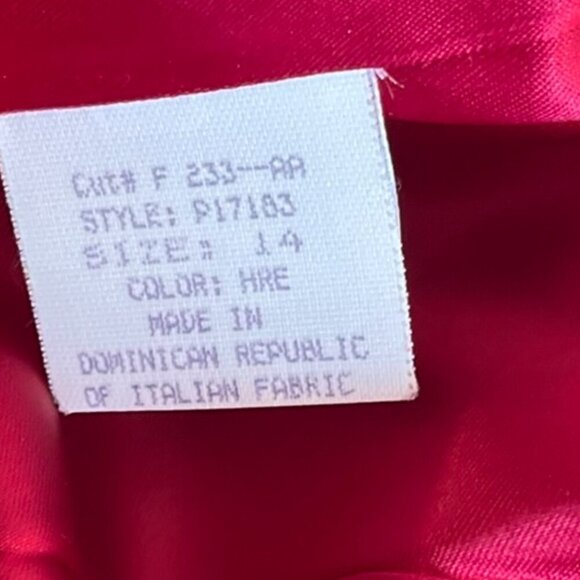 Cut# F 233--AA
STYLE: P17183
SIZE: 14
COLOR: HRE
MADE IN
DOMINICAN REPUBLIC
OF ITALIAN FABRIC